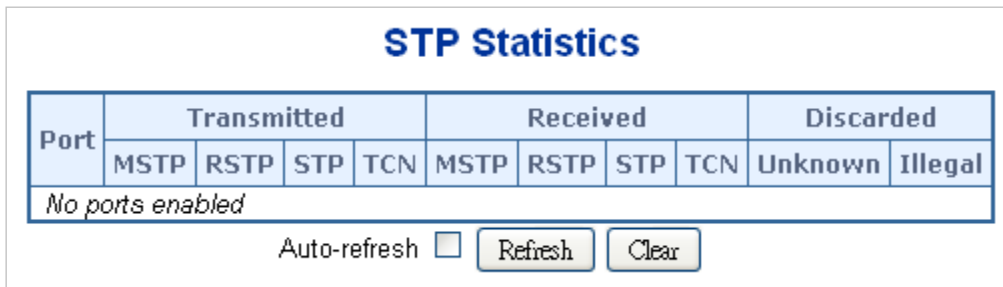 STP Statistics
Port Transmitted Received Discarded
MSTP RSTP STP TCN MSTP RSTP STP TCN Unknown Illegal
No ports enabled
Auto-refresh Refresh Clear